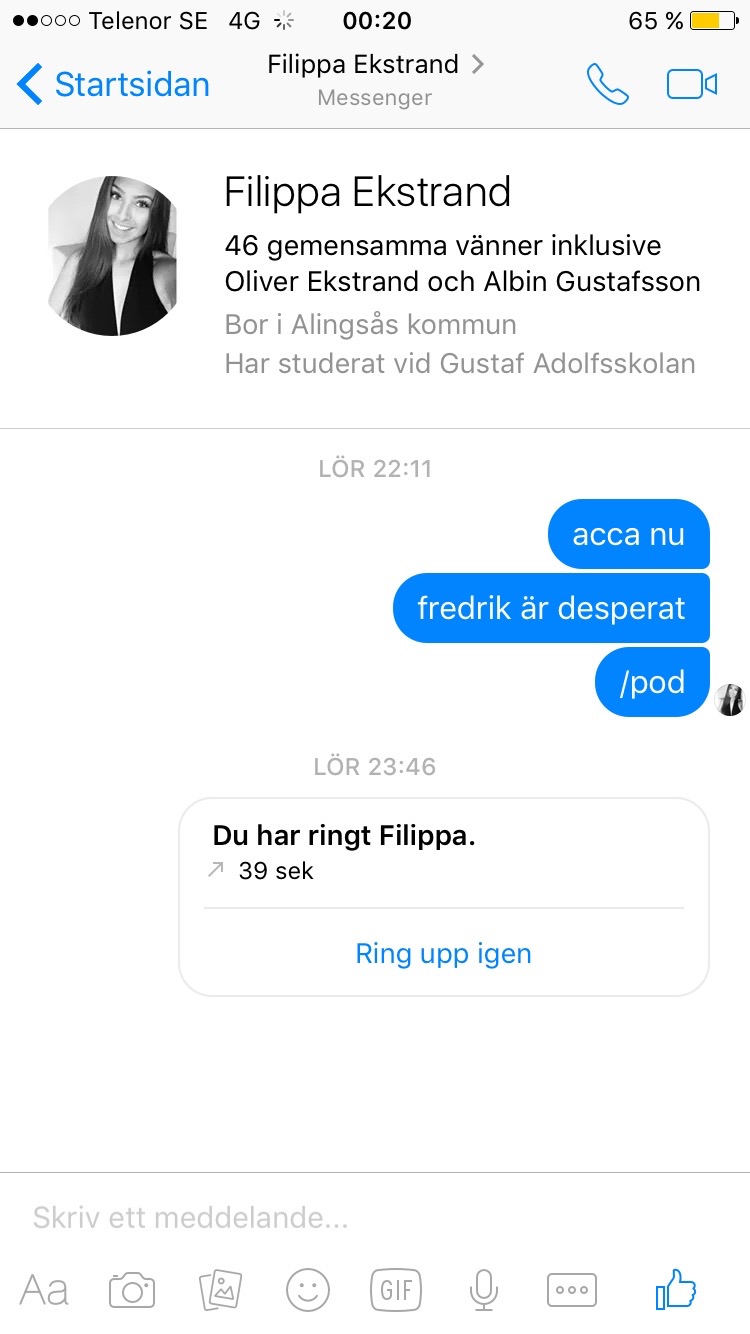 Telenor SE 4G 00:20 65 %
Startsidan
Filippa Ekstrand
Messenger
Filippa Ekstrand
46 gemensamma vänner inklusive
Oliver Ekstrand och Albin Gustafsson
Bor i Alingsås kommun
Har studerat vid Gustaf Adolfsskolan
LÖR 22:11
acca nu
fredrik är desperat
/pod
LÖR 23:46
Du har ringt Filippa.
39 sek
Ring upp igen
Skriv ett meddelande...
Aa
GIF